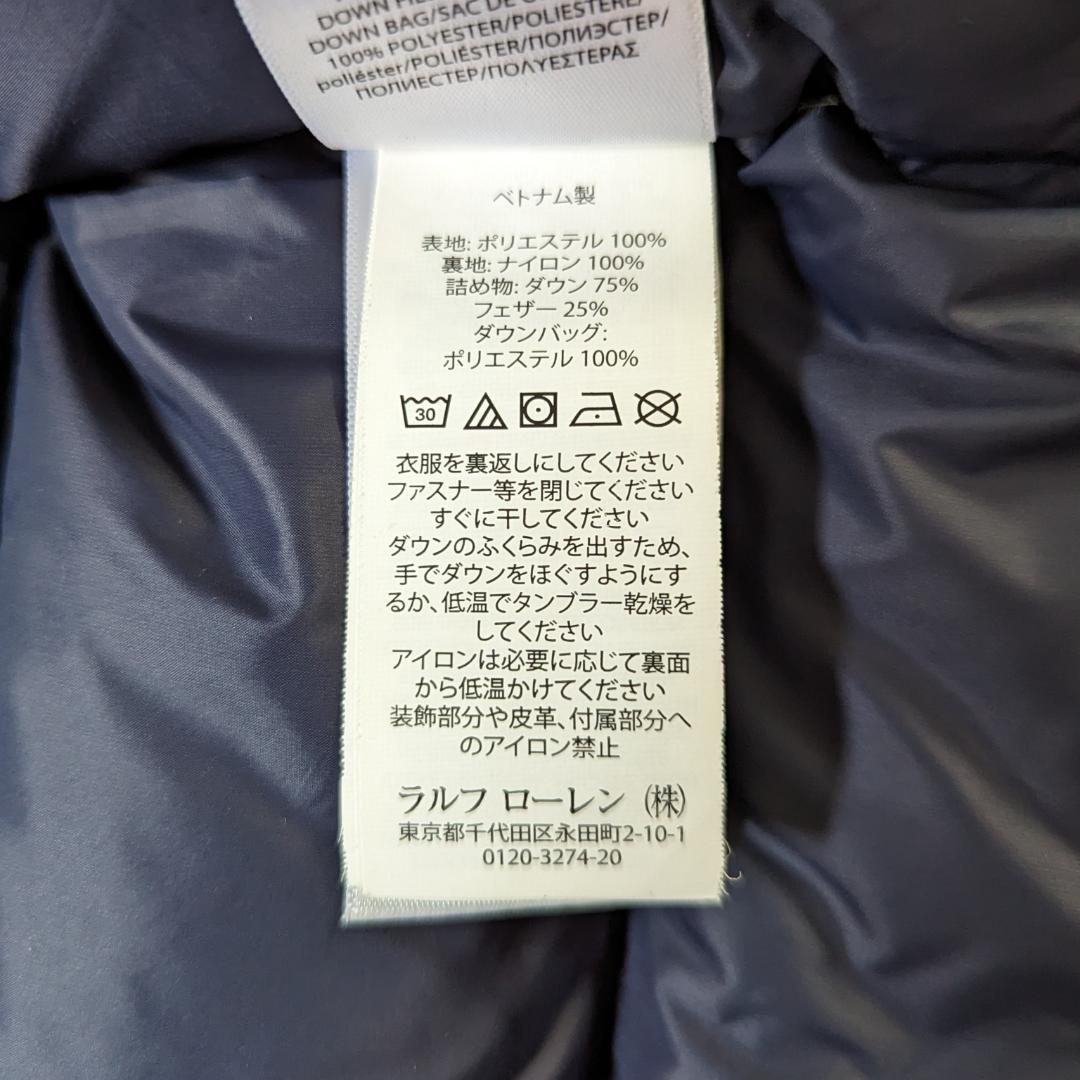 DOWN
DOWN BAG/SAC DE
100% POLYESTER/POLIESTERE/
poliéster/POLIÉSTER/ПОЛИЭСТЕР/
ПОЛИЕСТЕР/ΠΟΛΥΕΣΤΕΡΑΣ
ベトナム製
表地: ポリエステル 100%
裏地: ナイロン 100%
詰め物: ダウン 75%
フェザー 25%
ダウンバッグ:
ポリエステル 100%
30
衣服を裏返しにしてください
ファスナー等を閉じてください
すぐに干してください
ダウンのふくらみを出すため、
手でダウンをほぐすようにす
るか、低温でタンブラー乾燥を
してください
アイロンは必要に応じて裏面
から低温かけてください
装飾部分や皮革、付属部分へ
のアイロン禁止
ラルフ ローレン (株)
東京都千代田区永田町2-10-1
0120-3274-20